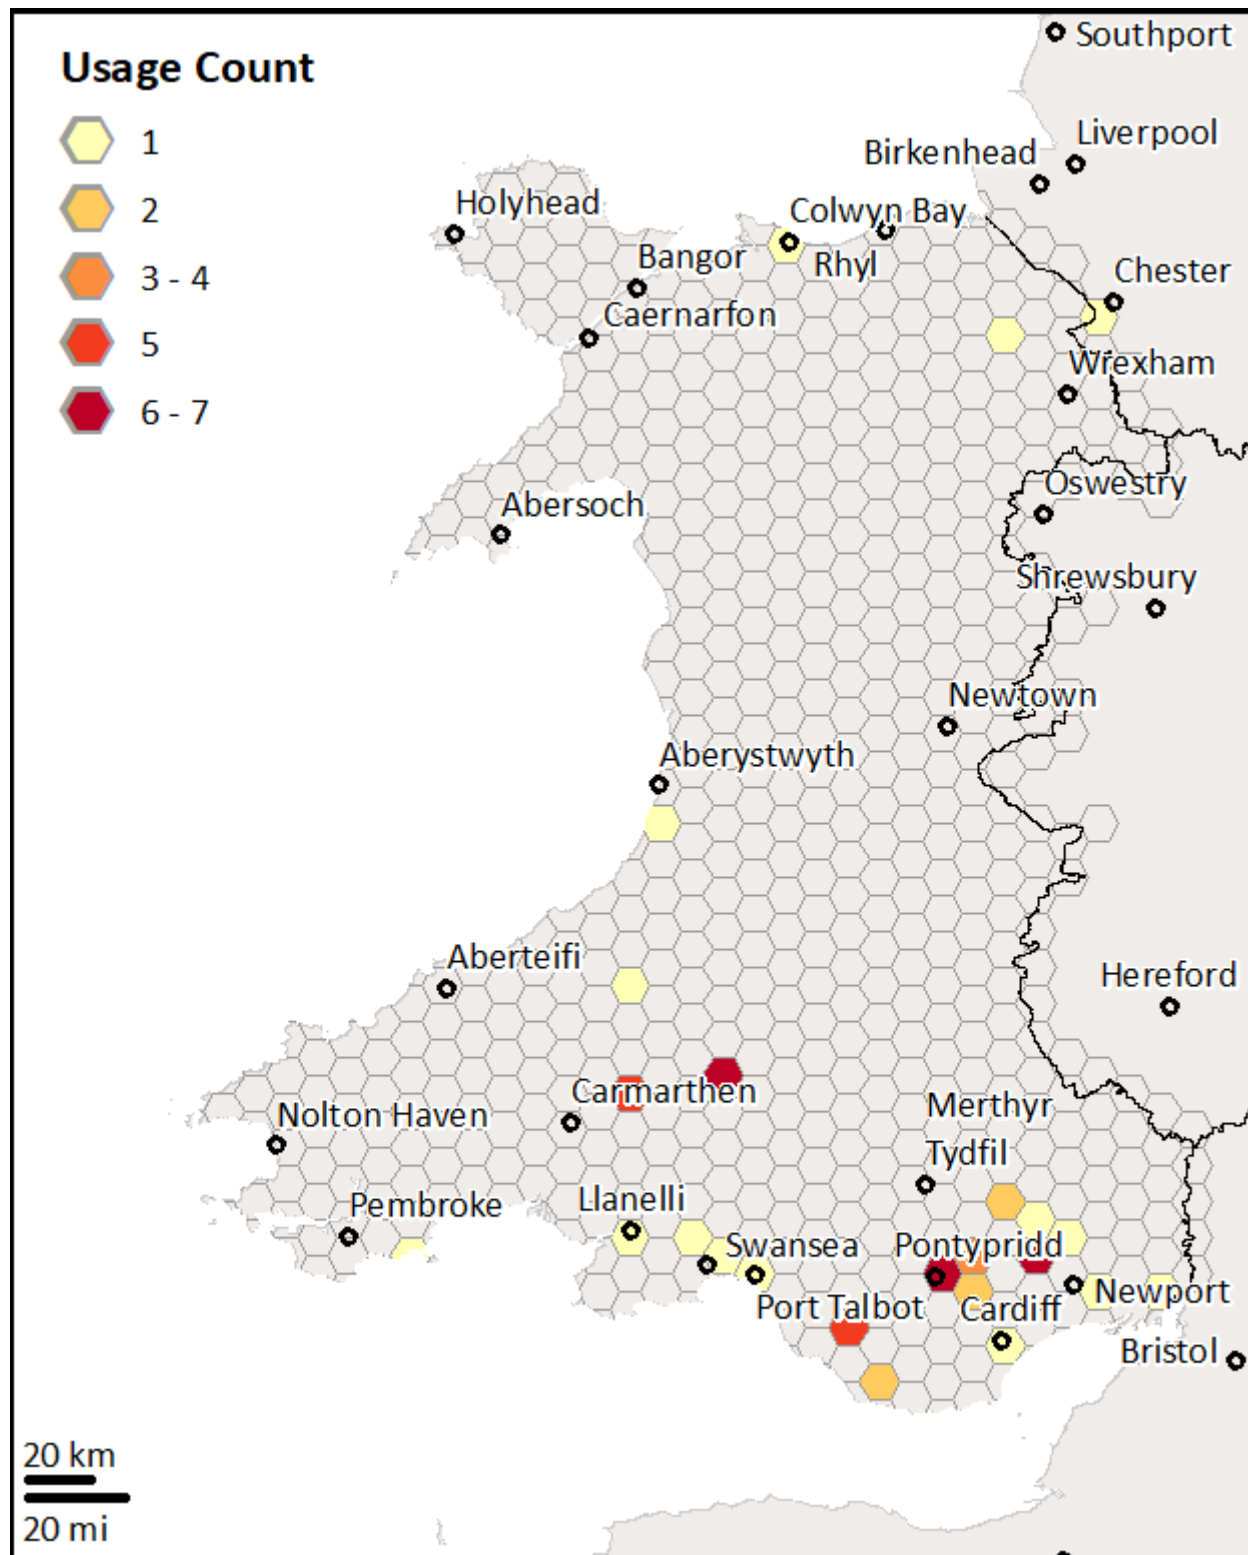 Usage Count
1
2
3 - 4
5
6 - 7
Southport
Liverpool
Birkenhead
Holyhead
Colwyn Bay
Bangor
Rhyl
Chester
Caernarfon
Wrexham
Oswestry
Abersoch
Shrewsbury
Newtown
Aberystwyth
Aberteifi
Hereford
Carmarthen
Merthyr
Tydfil
Nolton Haven
Pembroke
Llanelli
Swansea
Pontypridd
Port Talbot
Cardiff
Newport
Bristol
20 km
20 mi